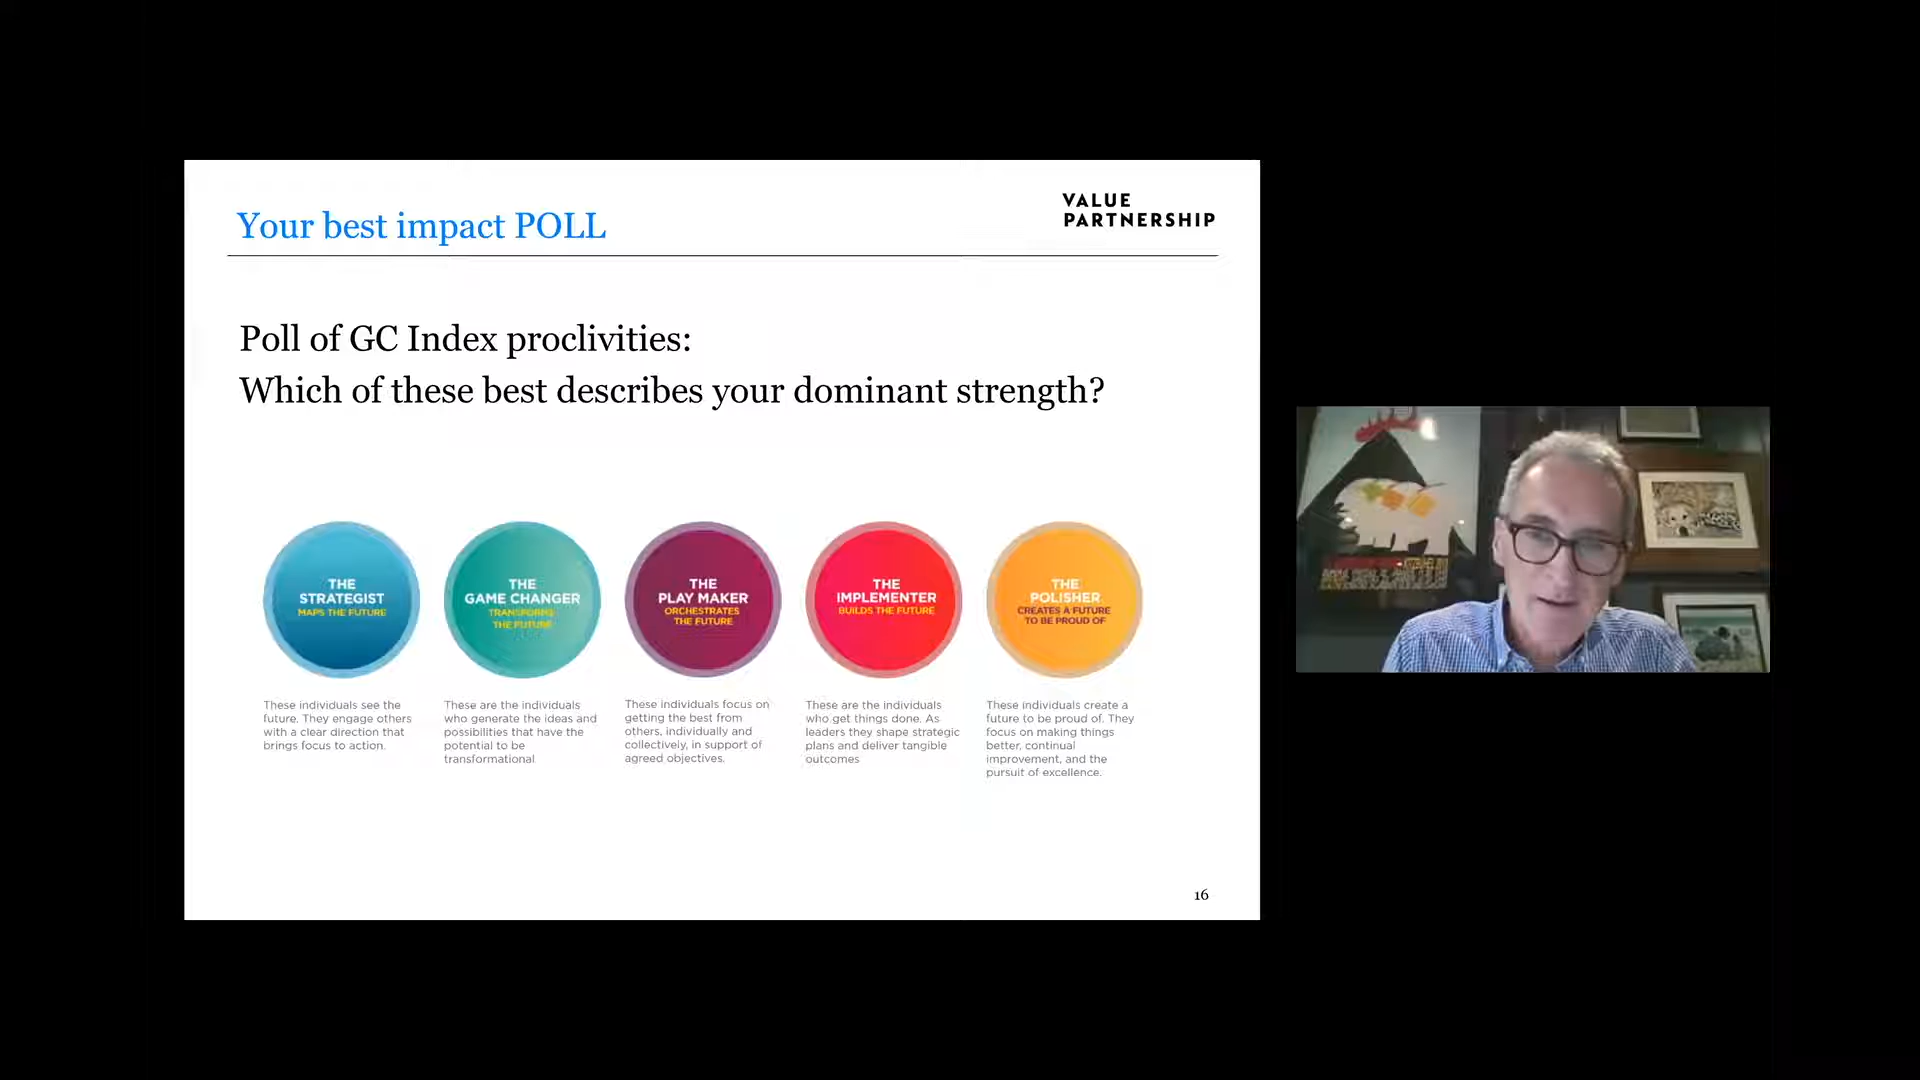 Your best impact POLL
VALUE
PARTNERSHIP
Poll of GC Index proclivities:
Which of these best describes your dominant strength?
THE
STRATEGIST
MAPS THE FUTURE
These individuals see the
future. They engage others
with a clear direction that
brings focus to action.
THE
GAME CHANGER
TRANSFORMS
THE FUTURE
These are the individuals
who generate the ideas and
possibilities that have the
potential to be
transformational
THE
PLAY MAKER
ORCHESTRATES
THE FUTURE
These individuals focus on
getting the best from
others, individually and
collectively, in support of
agreed objectives.
THE
IMPLEMENTER
BUILDS THE FUTURE
These are the individuals
who get things done. As
leaders they shape strategic
plans and deliver tangible
outcomes
THE
POLISHER
CREATES A FUTURE
TO BE PROUD OF
These individuals create a
future to be proud of. They
focus on making things
better, continual
improvement, and the
pursuit of excellence.
16